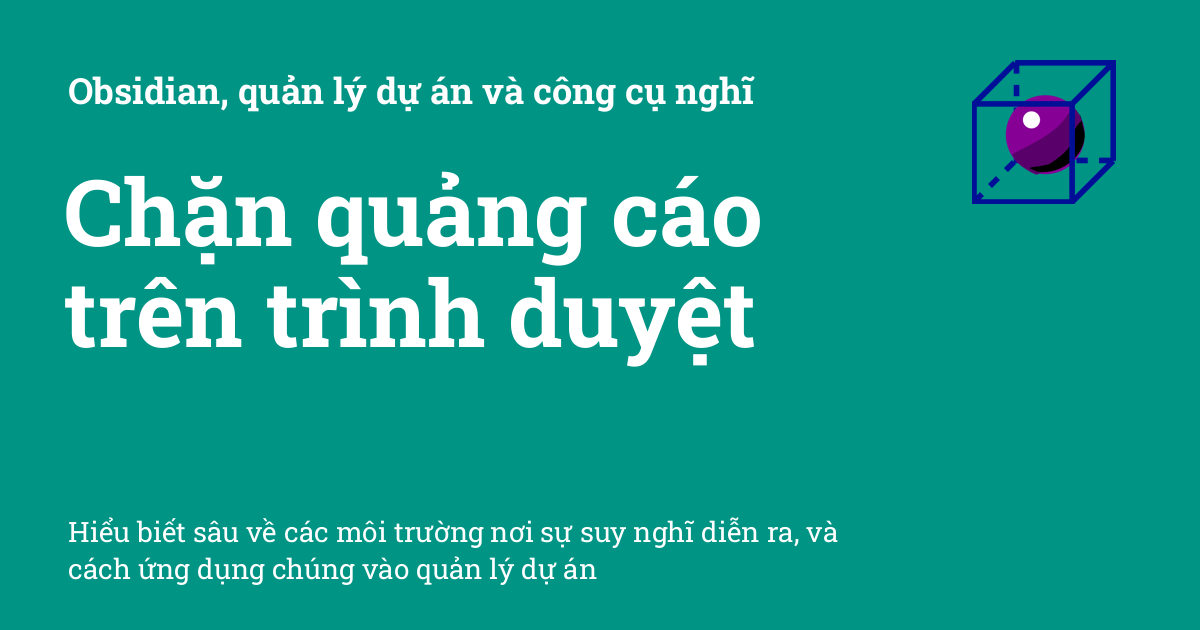 Obsidian, quản lý dự án và công cụ nghĩ
Chặn quảng cáo
trên trình duyệt
Hiểu biết sâu về các môi trường nơi sự suy nghĩ diễn ra, và
cách ứng dụng chúng vào quản lý dự án